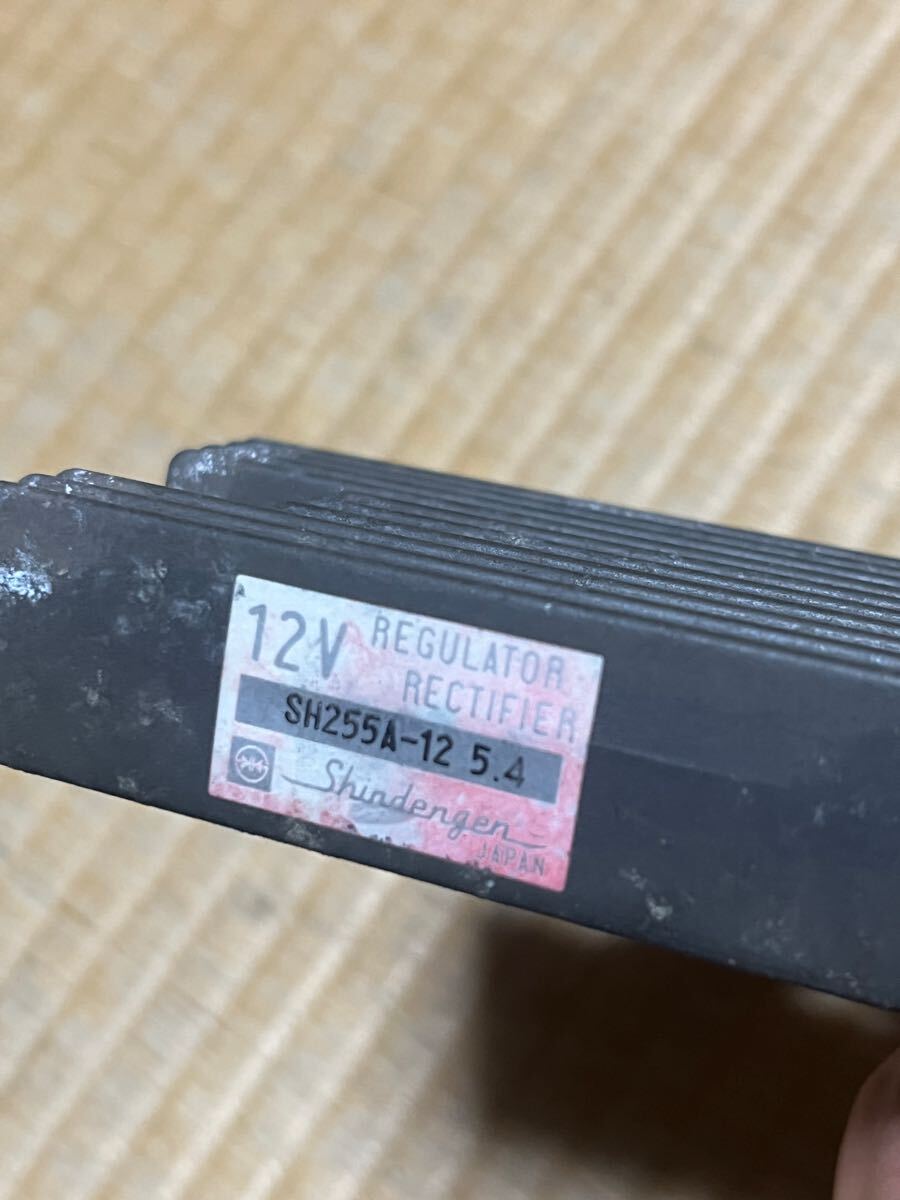 A
12V REGULATOR
RECTIFIER
SH255A-12 5.4
Shindengen
JAPAN